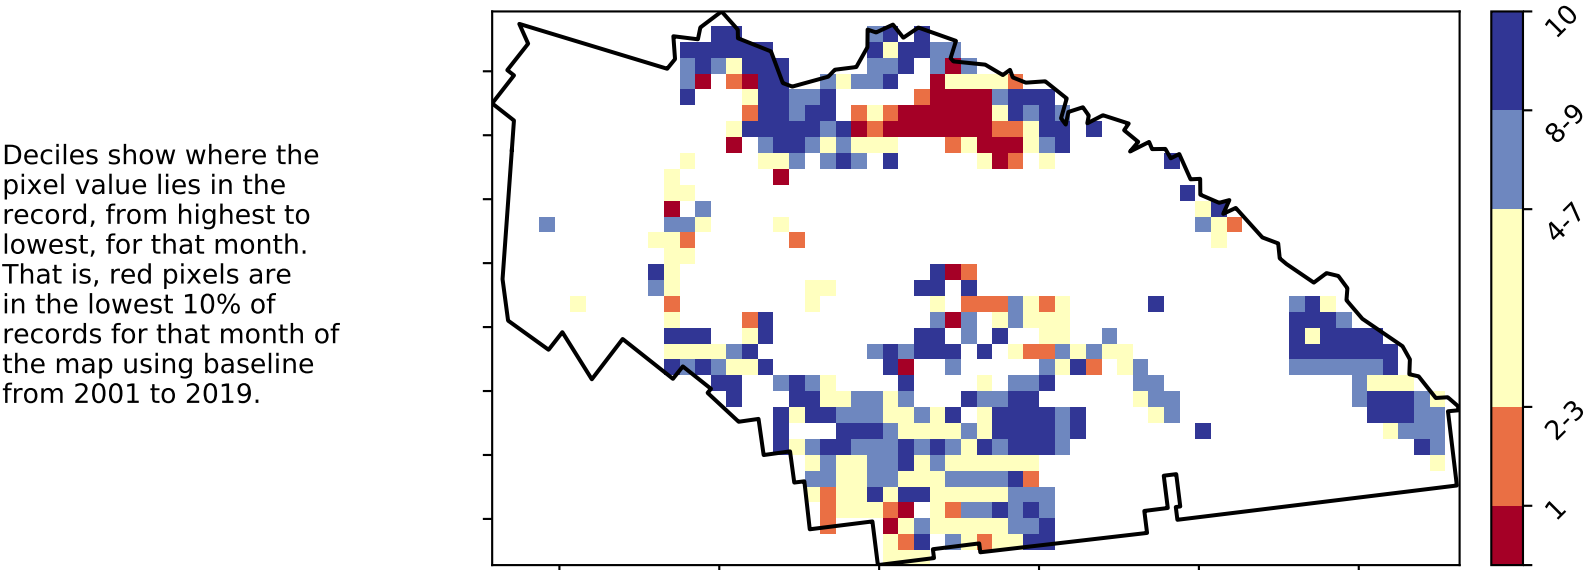 Deciles show where the
pixel value lies in the
record, from highest to
lowest, for that month.
That is, red pixels are
in the lowest 10% of
records for that month of
the map using baseline
from 2001 to 2019.
10
8-9
4-7
2-3
1